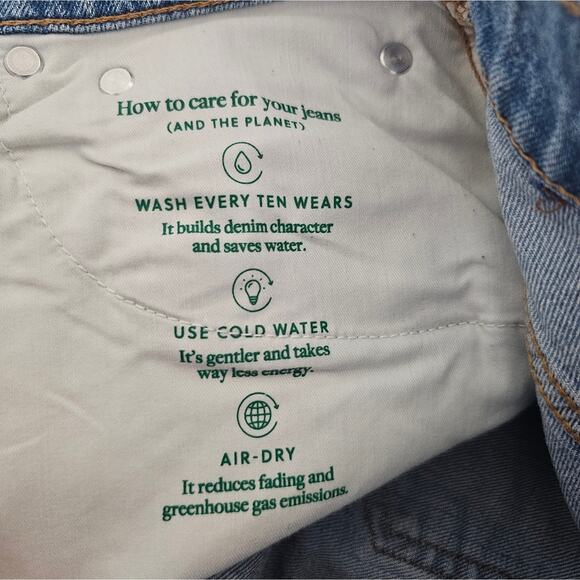 How to care for your jeans
(AND THE PLANET)
WASH EVERY TEN WEARS
It builds denim character
and saves water.
USE COLD WATER
It's gentler and takes
way less energy.
AIR-DRY
It reduces fading and
greenhouse gas emissions.